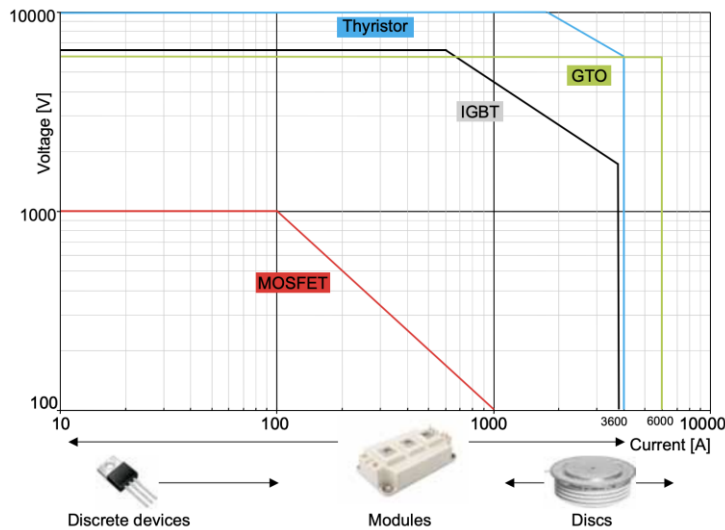 10000
Thyristor
GTO
IGBT
Voltage [V]
1000
MOSFET
100
10
100
1000
3600
6000
10000
Current [A]
Discrete devices
Modules
Discs